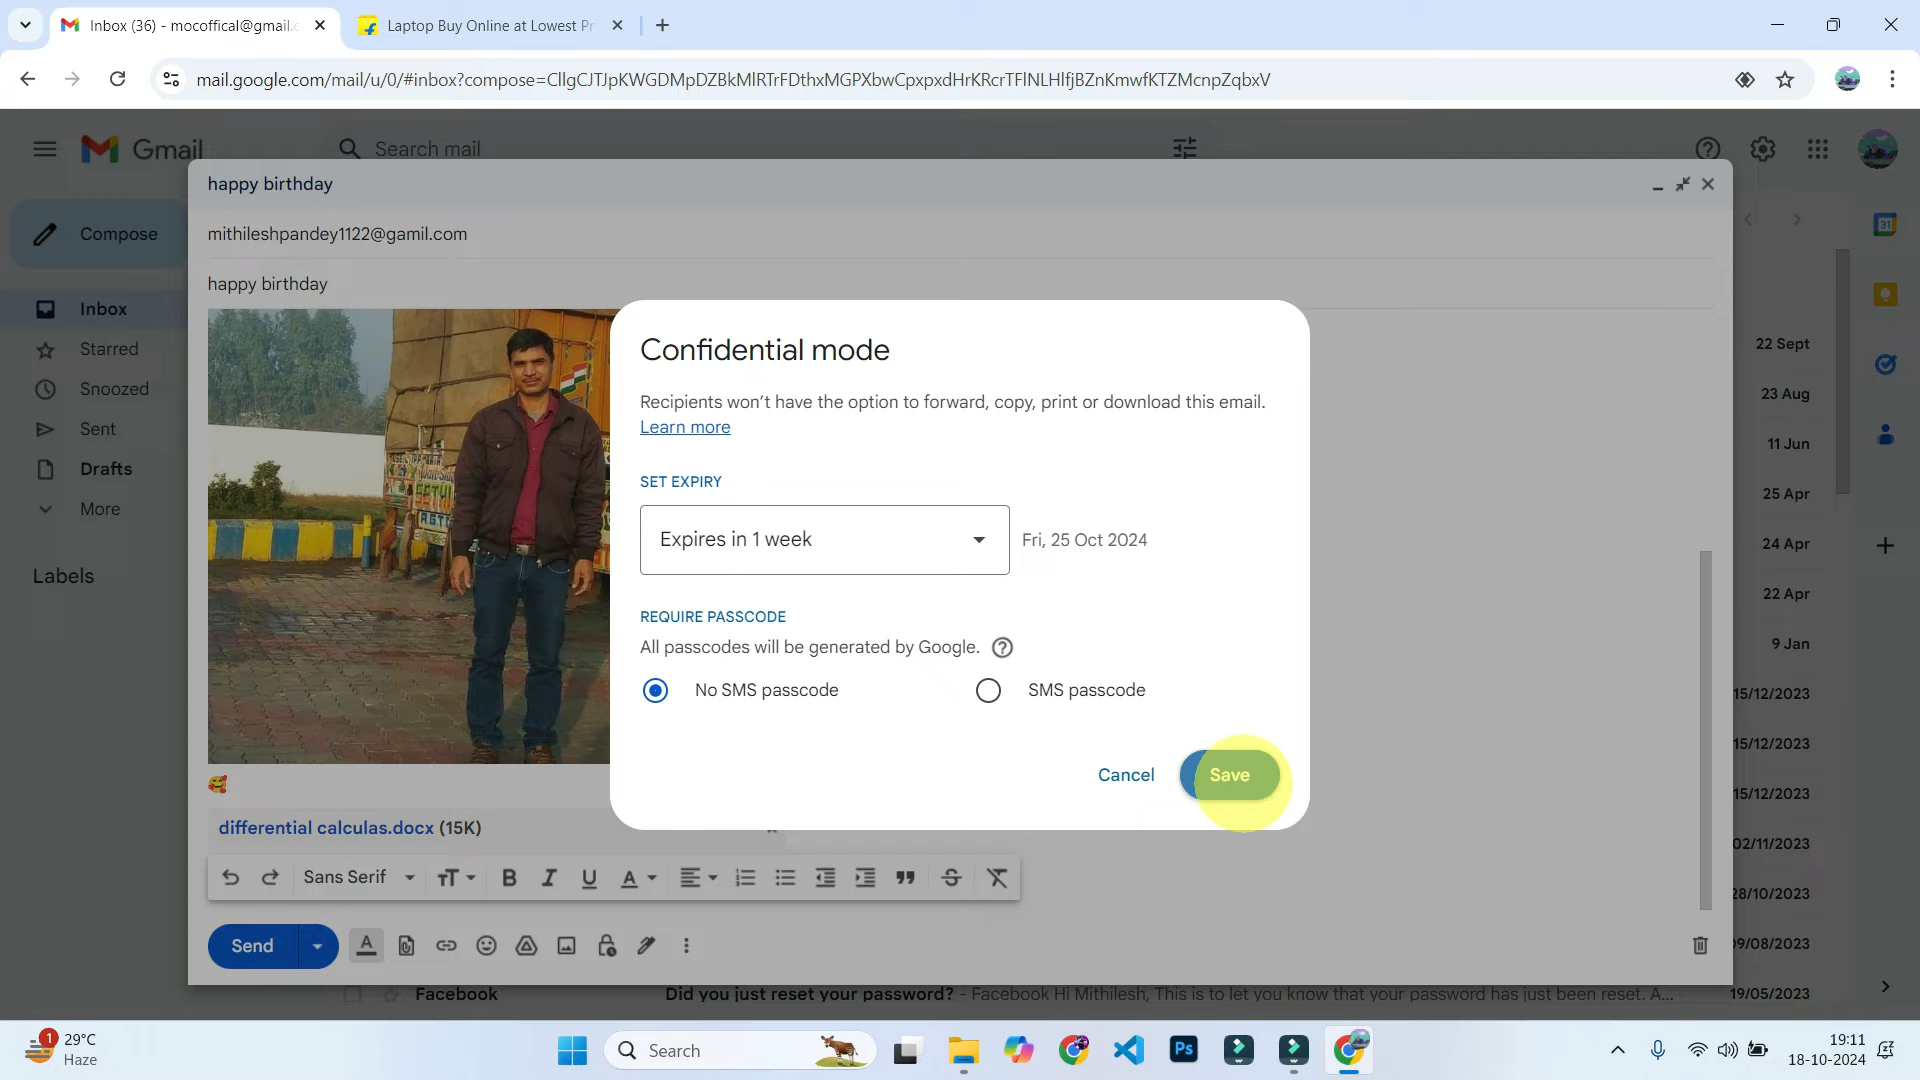 Inbox (36) - mocoffical@gmail.c
Laptop Buy Online at Lowest Pr
mail.google.com/mail/u/0/#inbox?compose=CllgCJTJpKWGDMpDZBkMlRTrFDthxMGPXbwCpxpxdHrKRcrTFlNLHlfjBZnKmwfKTZMcnpZqbxV
Gmail
Search mail
Compose
Inbox
Starred
Snoozed
Sent
Drafts
More
Labels
happy birthday
mithileshpandey1122@gamil.com
happy birthday
Confidential mode
Recipients won't have the option to forward, copy, print or download this email.
Learn more
SET EXPIRY
Expires in 1 week
Fri, 25 Oct 2024
REQUIRE PASSCODE
All passcodes will be generated by Google.
No SMS passcode
SMS passcode
Cancel
Save
🥰
differential calculas.docx (15K)
Sans Serif
Send
22 Sept
23 Aug
11 Jun
25 Apr
24 Apr
22 Apr
9 Jan
15/12/2023
15/12/2023
15/12/2023
02/11/2023
28/10/2023
09/08/2023
Facebook
Did you just reset your password? - Facebook Hi Mithilesh, This is to let you know that your password has just been reset. A...
19/05/2023
1
29°C
Haze
Search
Ps
19:11
18-10-2024